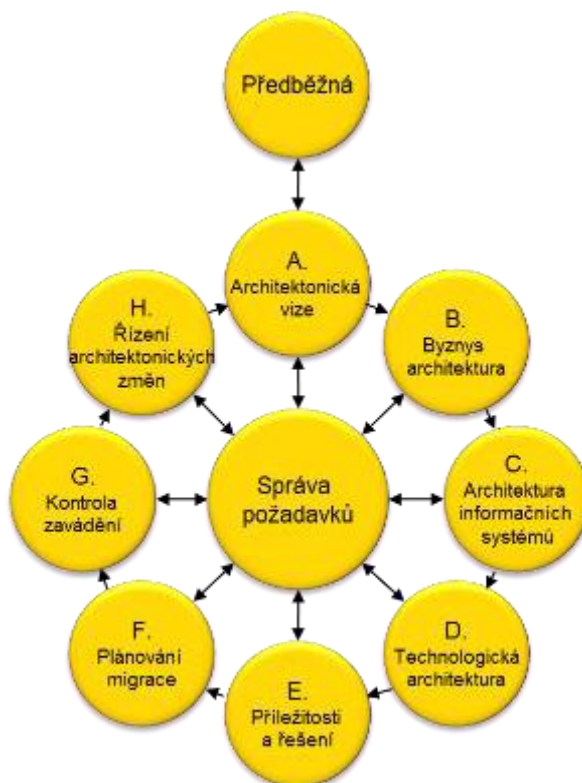 Předběžná
A.
Architektonická
vize
B.
Byznys
architektura
C.
Architektura
informačních
systémů
D.
Technologická
architektura
E.
Příležitosti
a řešení
F.
Plánování
migrace
G.
Kontrola
zavádění
H.
Řízení
architektonických
změn
Správa
požadavků